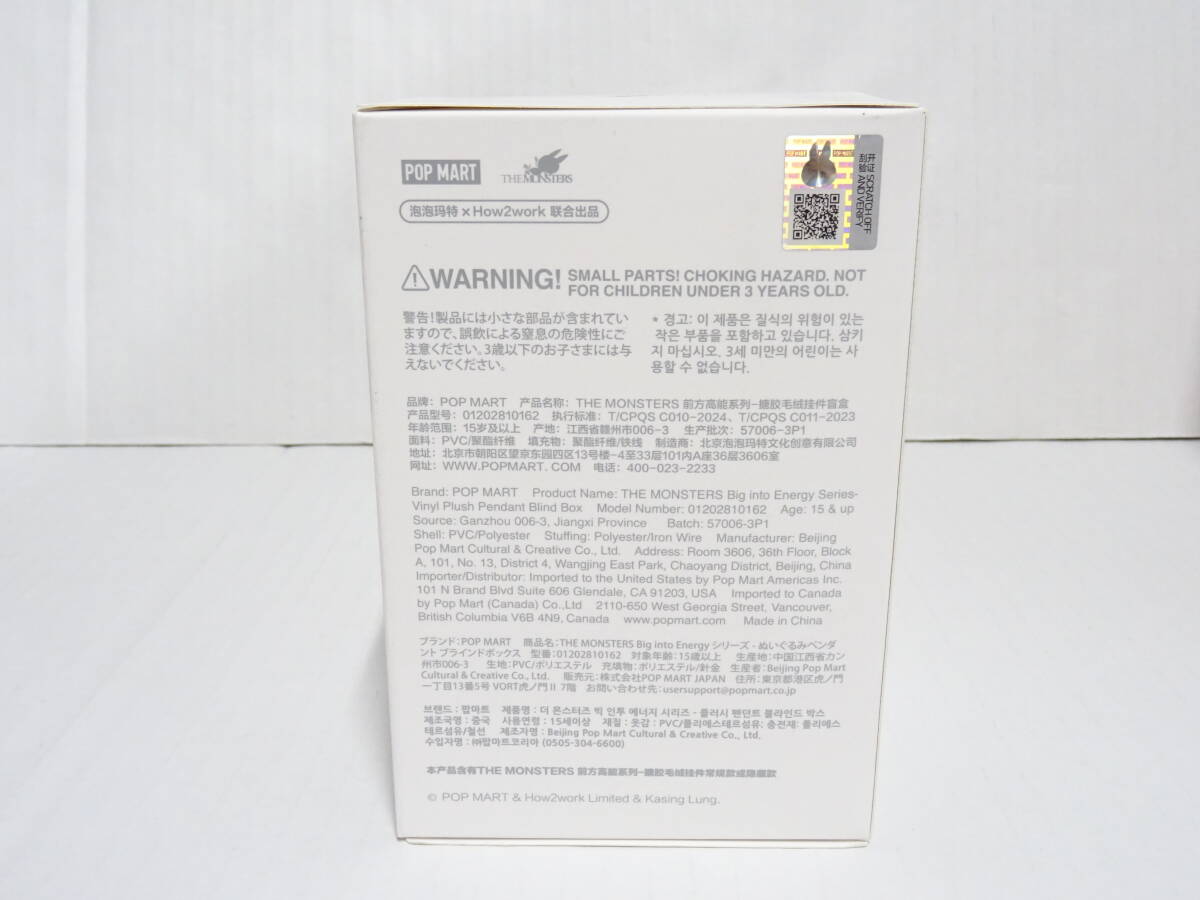 POP MART
THE MONSTERS
泡泡玛特 × How2work 联合出品
POP MART
POP MART
刮开
验证
SCRATCH OFF
AND VERIFY
WARNING! SMALL PARTS! CHOKING HAZARD. NOT
FOR CHILDREN UNDER 3 YEARS OLD.
警告!製品には小さな部品が含まれてい
ますので、誤飲による窒息の危険性にご
注意ください。3歳以下のお子さまには与
えないでください。
* 경고: 이 제품은 질식의 위험이 있는
작은 부품을 포함하고 있습니다. 삼키
지 마십시오. 3세 미만의 어린이는 사
용할 수 없습니다.
品牌: POP MART 产品名称: THE MONSTERS 前方高能系列-搪胶毛绒挂件盲盒
产品型号: 01202810162 执行标准: T/CPQS C010-2024、T/CPQS C011-2023
年龄范围: 15岁及以上 产地: 江西省赣州市006-3 生产批次: 57006-3P1
面料: PVC/聚酯纤维 填充物: 聚酯纤维/铁线 制造商: 北京泡泡玛特文化创意有限公司
地址: 北京市朝阳区望京东园四区13号楼-4至33层101内A座36层3606室
网址: WWW.POPMART. COM 电话: 400-023-2233
Brand: POP MART Product Name: THE MONSTERS Big into Energy Series-
Vinyl Plush Pendant Blind Box Model Number: 01202810162 Age: 15 & up
Source: Ganzhou 006-3, Jiangxi Province Batch: 57006-3P1
Shell: PVC/Polyester Stuffing: Polyester/Iron Wire Manufacturer: Beijing
Pop Mart Cultural & Creative Co., Ltd. Address: Room 3606, 36th Floor, Block
A, 101, No. 13, District 4, Wangjing East Park, Chaoyang District, Beijing, China
Importer/Distributor: Imported to the United States by Pop Mart Americas Inc.
101 N Brand Blvd Suite 606 Glendale, CA 91203, USA Imported to Canada
by Pop Mart (Canada) Co.,Ltd 2110-650 West Georgia Street, Vancouver,
British Columbia V6B 4N9, Canada www.popmart.com Made in China
ブランド:POP MART 商品名:THE MONSTERS Big into Energy シリーズ - ぬいぐるみペンダ
ント ブラインドボックス 型番:01202810162 対象年齢:15歳以上 生産地:中国江西省カン
州市006-3 生地:PVC/ポリエステル 充填物:ポリエステル/針金 生産者:Beijing Pop Mart
Cultural & Creative Co., Ltd. 販売元:株式会社POP MART JAPAN 住所:東京都港区虎ノ門
一丁目13番5号 VORT虎ノ門Ⅱ 7階 お問い合わせ先:usersupport@popmart.co.jp
브랜드 : 팝마트 제품명 : 더 몬스터즈 빅 인투 에너지 시리즈 - 플러시 펜던트 블라인드 박스
제조국명 : 중국 사용연령 : 15세이상 재질 : 옷감 : PVC/폴리에스테르섬유; 충전재: 폴리에스
테르섬유/철선 제조자명 : Beijing Pop Mart Cultural & Creative Co., Ltd.
수입자명 : ㈜팝마트코리아 (0505-304-6600)
本产品含有THE MONSTERS 前方高能系列-搪胶毛绒挂件常规款或隐藏款
© POP MART & How2work Limited & Kasing Lung.